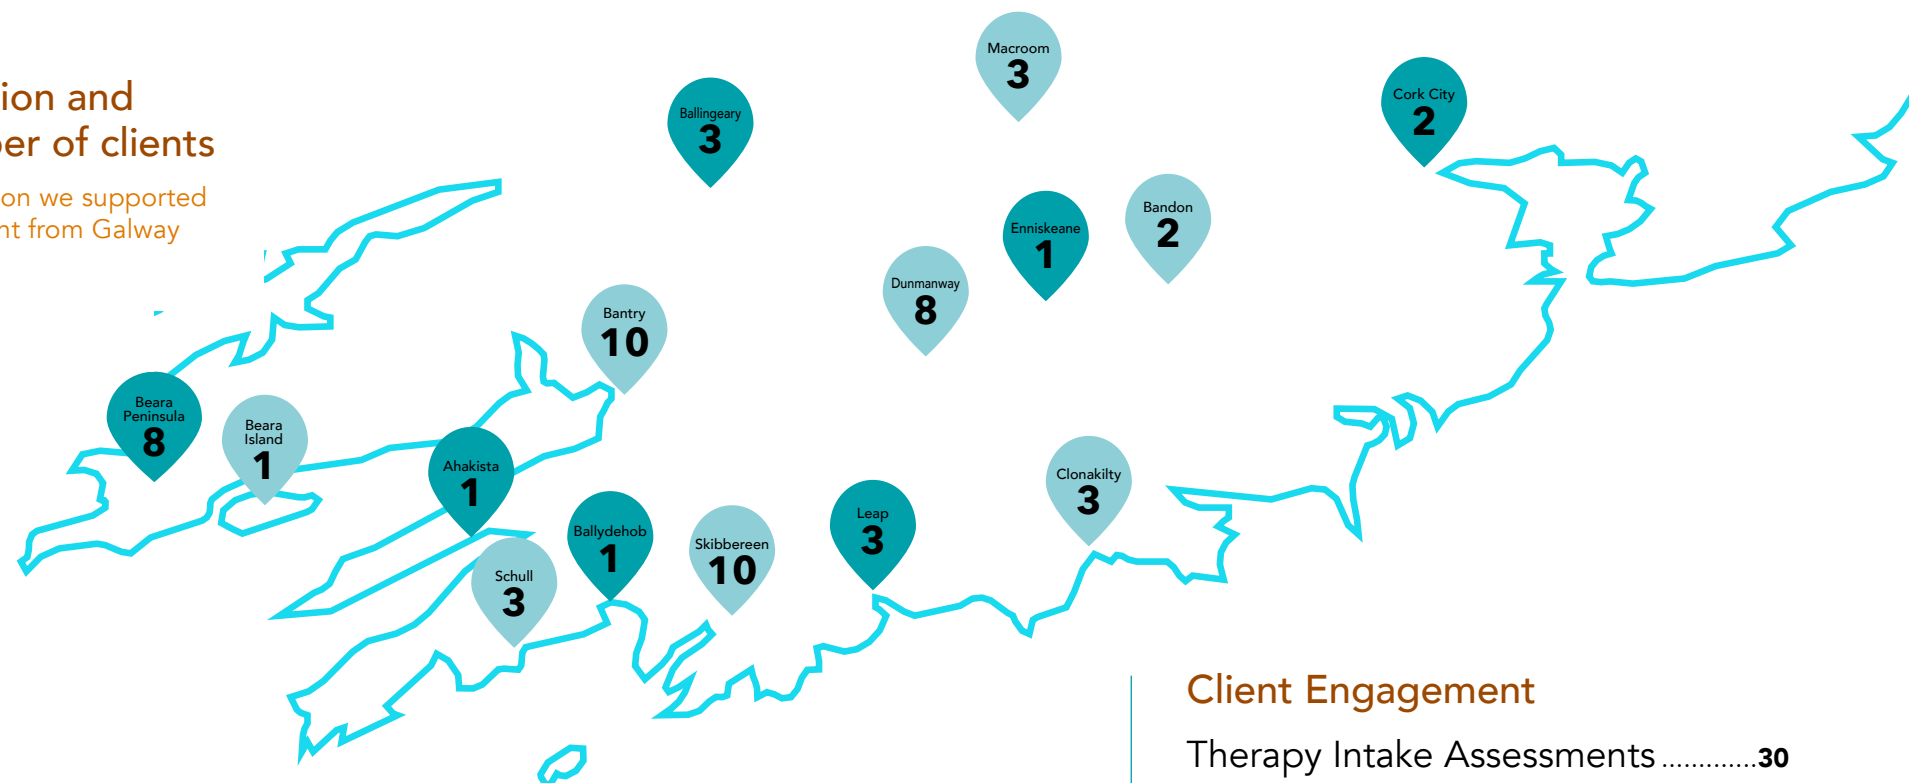 ion and
er of clients
on we supported
nt from Galway
Macroom
3
Cork City
2
Ballingeary
3
Bandon
2
Enniskeane
1
Dunmanway
8
Bantry
10
Beara
Peninsula
8
Beara
Island
1
Ahakista
1
Clonakilty
3
Leap
3
Ballydehob
1
Skibbereen
10
Schull
3
Client Engagement
Therapy Intake Assessments .............30